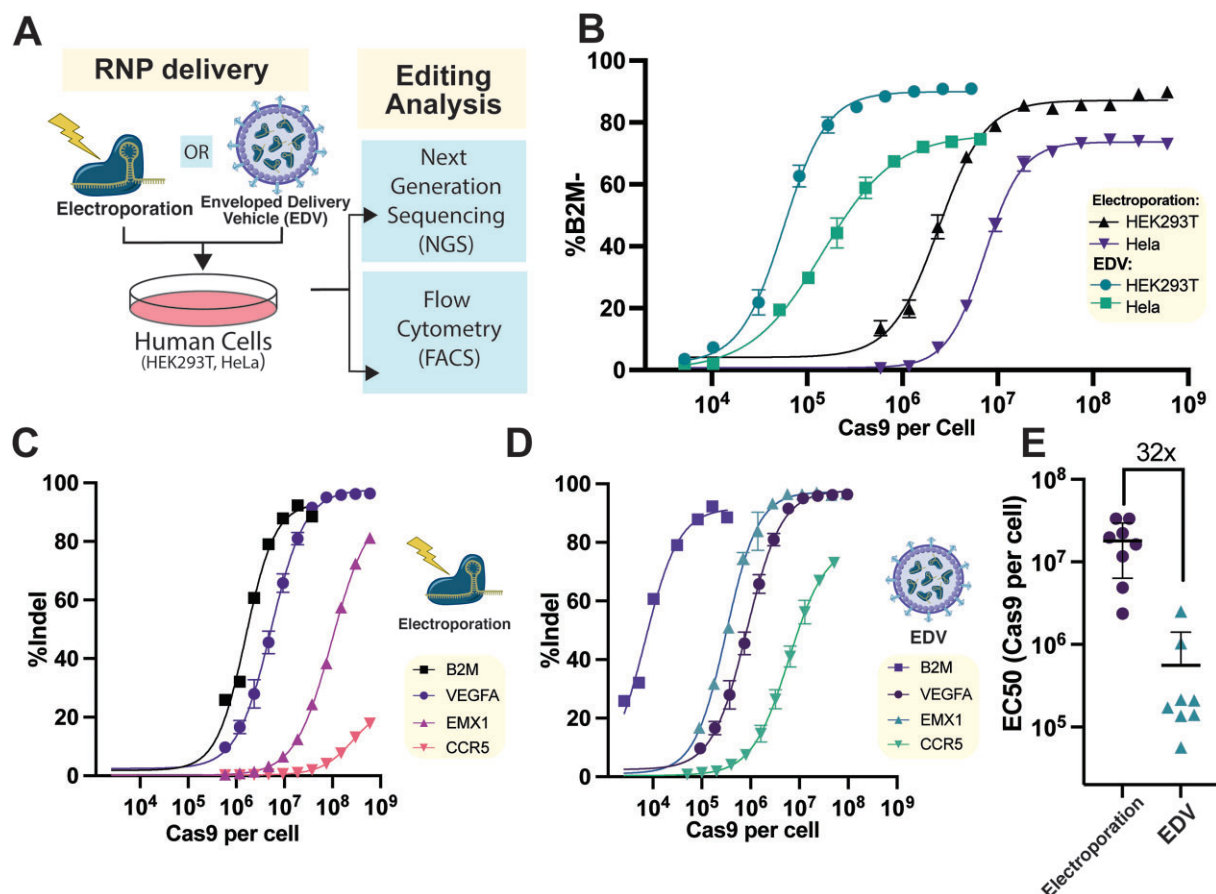 A
RNP delivery
Editing
Analysis
OR
Electroporation
Enveloped Delivery
Vehicle (EDV)
Next
Generation
Sequencing
(NGS)
Flow
Cytometry
(FACS)
Human Cells
(HEK293T, HeLa)
B
100
80
60
40
20
0
%B2M-
10⁴
10⁵
10⁶
10⁷
10⁸
10⁹
Cas9 per Cell
Electroporation:
HEK293T
Hela
EDV:
HEK293T
Hela
C
100
80
60
40
20
0
%Indel
10⁴
10⁵
10⁶
10⁷
10⁸
10⁹
Cas9 per cell
Electroporation
B2M
VEGFA
EMX1
CCR5
D
100
80
60
40
20
0
%Indel
10⁴
10⁵
10⁶
10⁷
10⁸
10⁹
Cas9 per cell
EDV
B2M
VEGFA
EMX1
CCR5
E
32x
10⁸
10⁷
10⁶
10⁵
EC50 (Cas9 per cell)
Electroporation
EDV